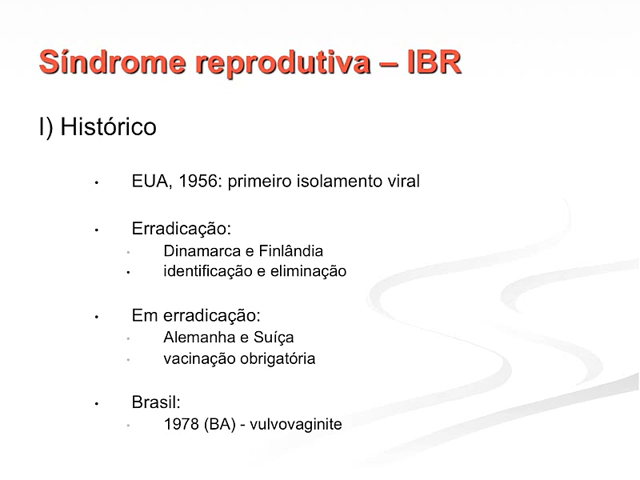 Síndrome reprodutiva – IBR
I) Histórico
• EUA, 1956: primeiro isolamento viral
• Erradicação:
• Dinamarca e Finlândia
• identificação e eliminação
• Em erradicação:
• Alemanha e Suíça
• vacinação obrigatória
• Brasil:
• 1978 (BA) - vulvovaginite